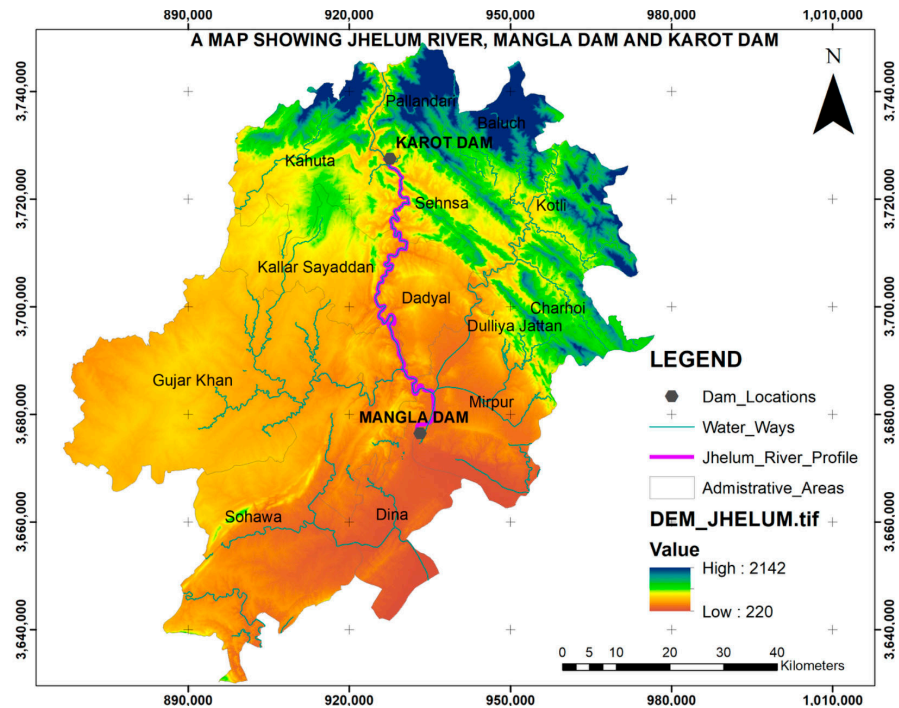 890,000 920,000 950,000 980,000 1,010,000
A MAP SHOWING JHELUM RIVER, MANGLA DAM AND KAROT DAM
N
3,740,000 3,740,000
Pallandari
Baluch
KAROT DAM
Kahuta
3,720,000 3,720,000
Sehnsa
Kotli
Kallar Sayaddan
3,700,000 3,700,000
Dadyal
Charhoi
Dulliya Jattan
LEGEND
Gujar Khan
Dam_Locations
Mirpur
3,680,000 3,680,000
MANGLA DAM
Water_Ways
Jhelum_River_Profile
Admistrative_Areas
Sohawa
Dina
3,660,000 3,660,000
DEM_JHELUM.tif
Value
High : 2142
Low : 220
3,640,000 3,640,000
0 5 10 20 30 40
Kilometers
890,000 920,000 950,000 980,000 1,010,000